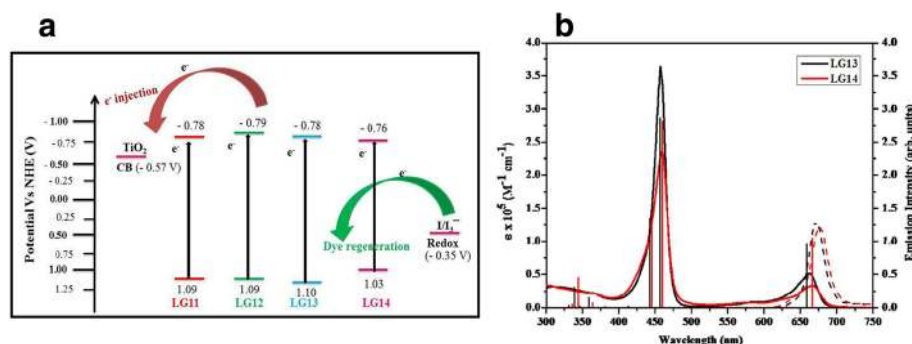 a
e⁻ injection
e⁻
- 1.00
- 0.75
- 0.50
- 0.25
0.00
0.25
0.50
0.75
1.00
1.25
Potential Vs NHE (V)
TiO₂
CB (- 0.57 V)
- 0.78
- 0.79
- 0.78
- 0.76
e⁻
e⁻
e⁻
e⁻
e⁻
Dye regeneration
I/I₃⁻
Redox
(- 0.35 V)
1.09
1.09
1.10
1.03
LG11
LG12
LG13
LG14
b
LG13
LG14
4.0
3.5
3.0
2.5
2.0
1.5
1.0
0.5
0.0
ε x 10⁵ (M⁻¹ cm⁻¹)
4.0
3.5
3.0
2.5
2.0
1.5
1.0
0.5
0.0
Emission Intensity (arb. units)
300
350
400
450
500
550
600
650
700
750
Wavelength (nm)